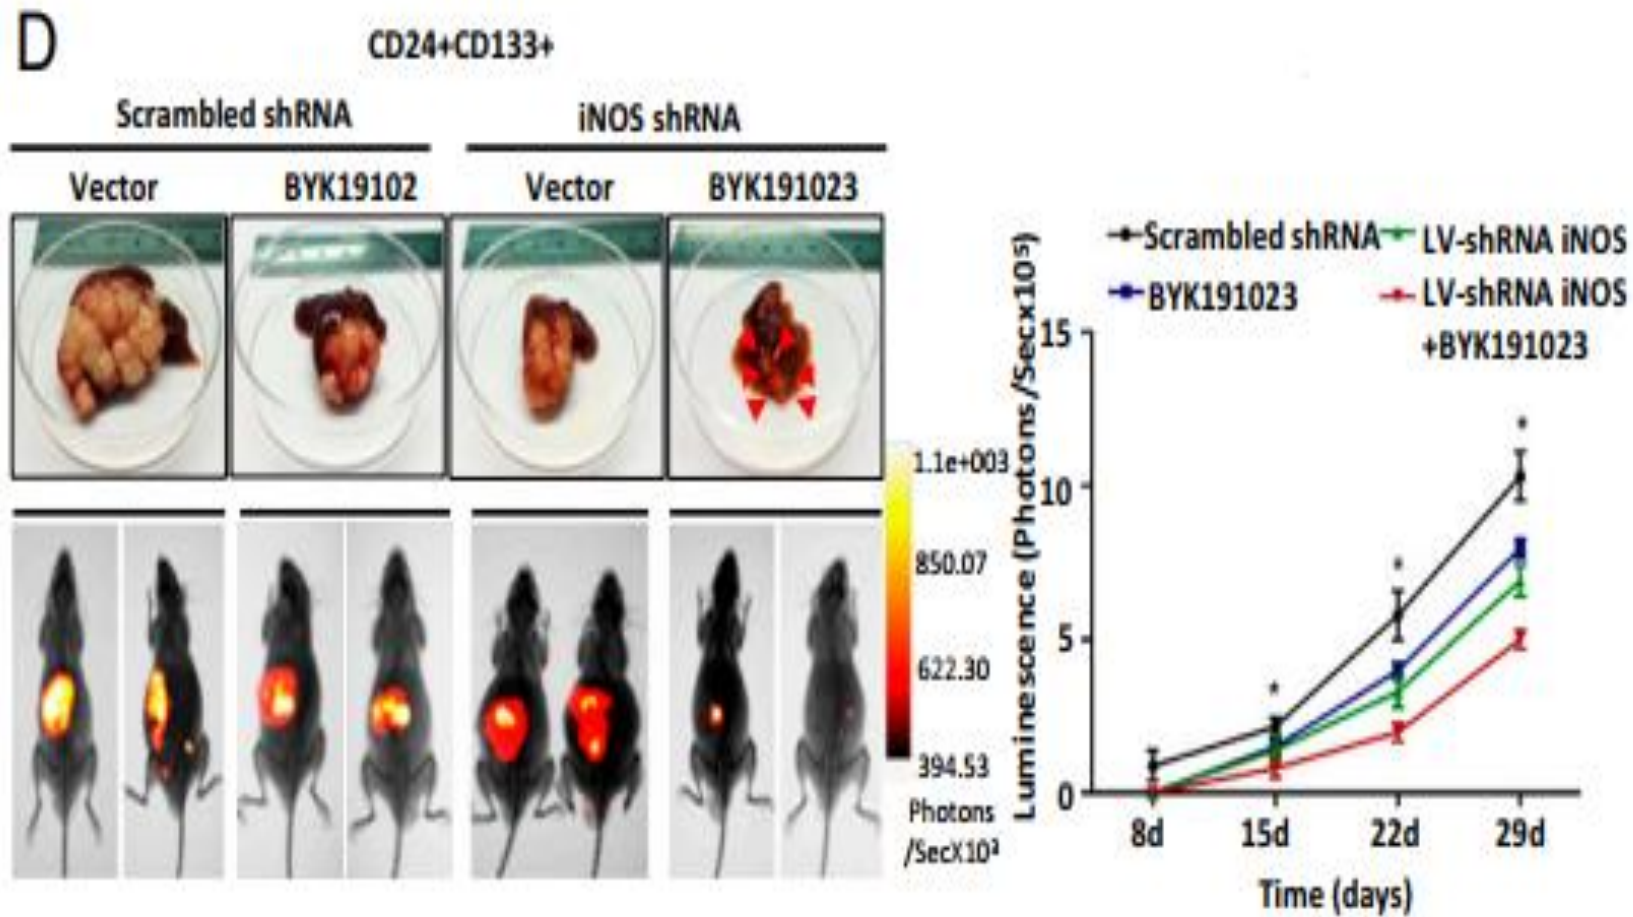 D
CD24+CD133+
Scrambled shRNA
iNOS shRNA
Vector
BYK19102
Vector
BYK191023
1.1e+003
850.07
622.30
394.53
Photons
/SecX10³
Scrambled shRNA
LV-shRNA iNOS
BYK191023
LV-shRNA iNOS
+BYK191023
Luminescence (Photons/Secx10⁵)
15
10
5
0
*
*
*
8d
15d
22d
29d
Time (days)